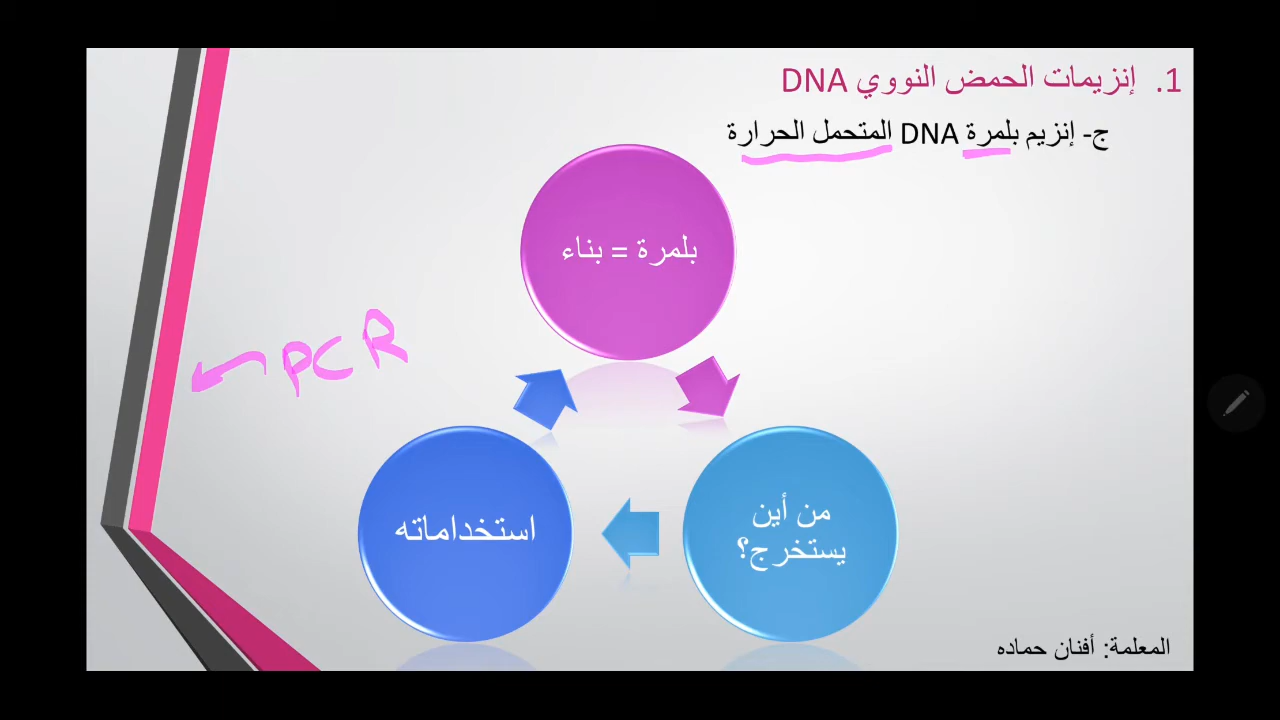 1. إنزيمات الحمض النووي DNA
ج- إنزيم بلمرة DNA المتحمل الحرارة
بلمرة = بناء
PCR
من أين
يستخرج؟
استخداماته
المعلمة: أفنان حماده